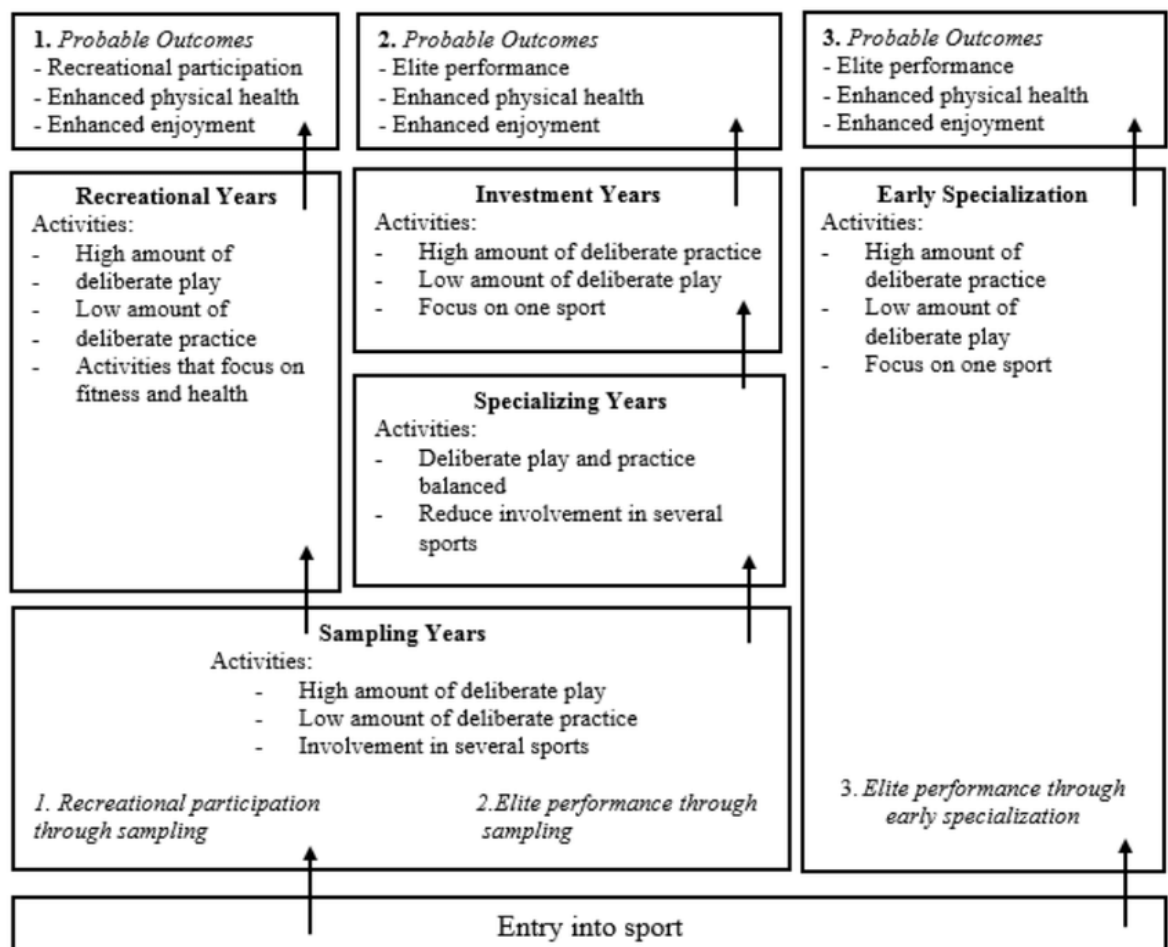 1. Probable Outcomes
- Recreational participation
- Enhanced physical health
- Enhanced enjoyment
2. Probable Outcomes
- Elite performance
- Enhanced physical health
- Enhanced enjoyment
3. Probable Outcomes
- Elite performance
- Enhanced physical health
- Enhanced enjoyment
Recreational Years
Activities:
- High amount of
- deliberate play
- Low amount of
- deliberate practice
- Activities that focus on
fitness and health
Investment Years
Activities:
- High amount of deliberate practice
- Low amount of deliberate play
- Focus on one sport
Early Specialization
Activities:
- High amount of
deliberate practice
- Low amount of
deliberate play
- Focus on one sport
Specializing Years
Activities:
- Deliberate play and practice
balanced
- Reduce involvement in several
sports
Sampling Years
Activities:
- High amount of deliberate play
- Low amount of deliberate practice
- Involvement in several sports
1. Recreational participation
through sampling
2.Elite performance through
sampling
3. Elite performance through
early specialization
Entry into sport